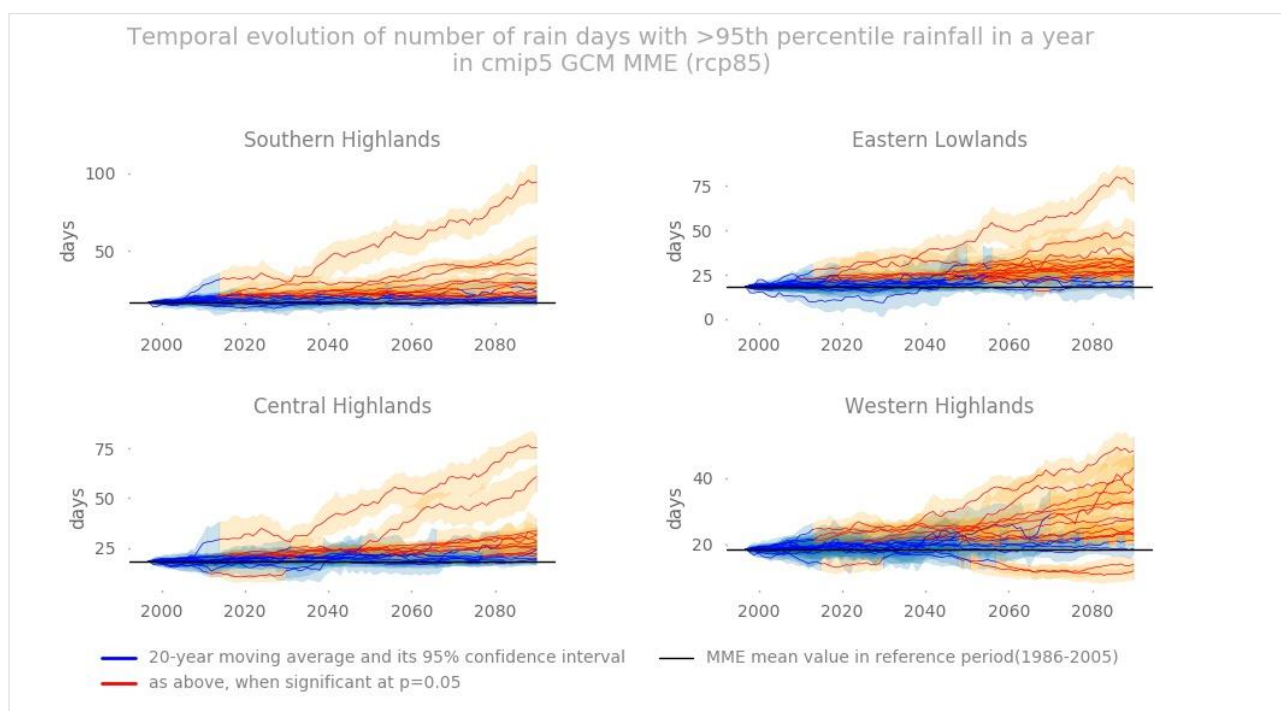 Temporal evolution of number of rain days with >95th percentile rainfall in a year
in cmip5 GCM MME (rcp85)
Southern Highlands
100
50
days
2000 2020 2040 2060 2080
Eastern Lowlands
75
50
25
0
days
2000 2020 2040 2060 2080
Central Highlands
75
50
25
days
2000 2020 2040 2060 2080
Western Highlands
40
20
days
2000 2020 2040 2060 2080
20-year moving average and its 95% confidence interval
MME mean value in reference period(1986-2005)
as above, when significant at p=0.05